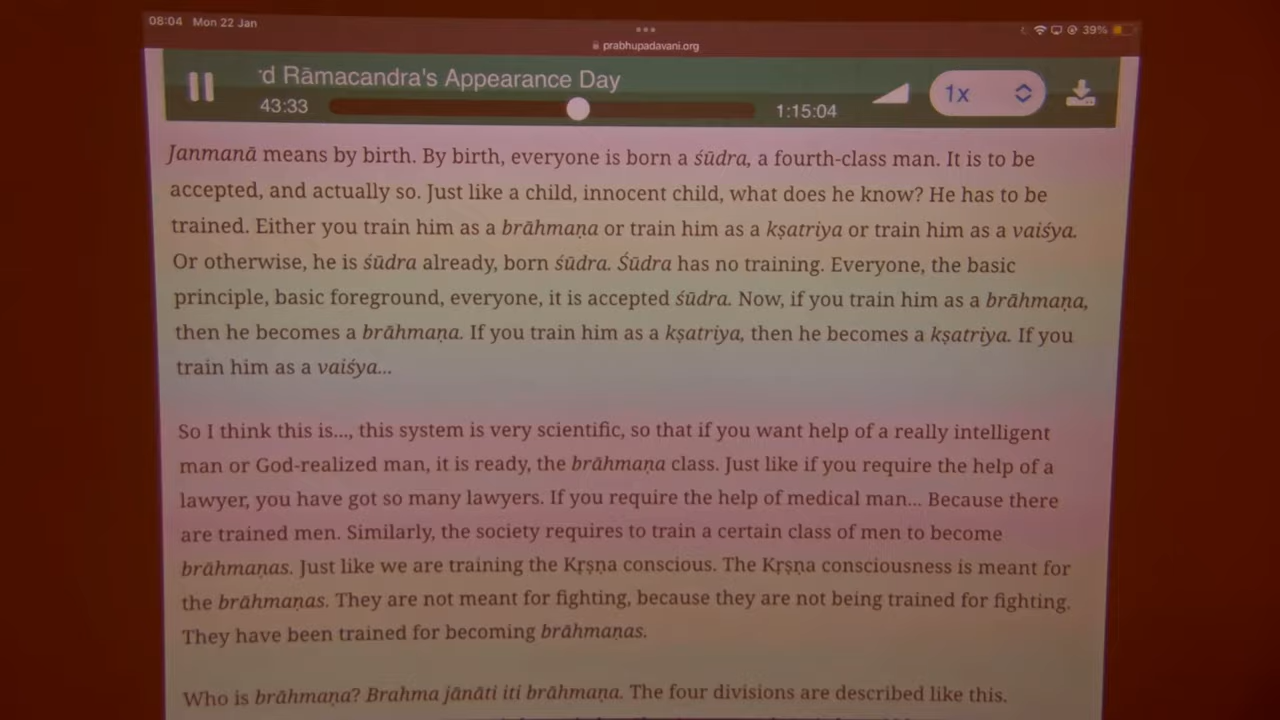 08:04 Mon 22 Jan
39%
prabhupadavani.org
d Rāmacandra's Appearance Day
43:33
1:15:04
1x
Janmanā means by birth. By birth, everyone is born a śūdra, a fourth-class man. It is to be
accepted, and actually so. Just like a child, innocent child, what does he know? He has to be
trained. Either you train him as a brāhmaṇa or train him as a kṣatriya or train him as a vaiśya.
Or otherwise, he is śūdra already, born śūdra. Śūdra has no training. Everyone, the basic
principle, basic foreground, everyone, it is accepted śūdra. Now, if you train him as a brāhmaṇa,
then he becomes a brāhmaṇa. If you train him as a kṣatriya, then he becomes a kṣatriya. If you
train him as a vaiśya...
So I think this is..., this system is very scientific, so that if you want help of a really intelligent
man or God-realized man, it is ready, the brāhmaṇa class. Just like if you require the help of a
lawyer, you have got so many lawyers. If you require the help of medical man... Because there
are trained men. Similarly, the society requires to train a certain class of men to become
brāhmaṇas. Just like we are training the Kṛṣṇa conscious. The Kṛṣṇa consciousness is meant for
the brāhmaṇas. They are not meant for fighting, because they are not being trained for fighting.
They have been trained for becoming brāhmaṇas.
Who is brāhmaṇa? Brahma jānāti iti brāhmaṇa. The four divisions are described like this.